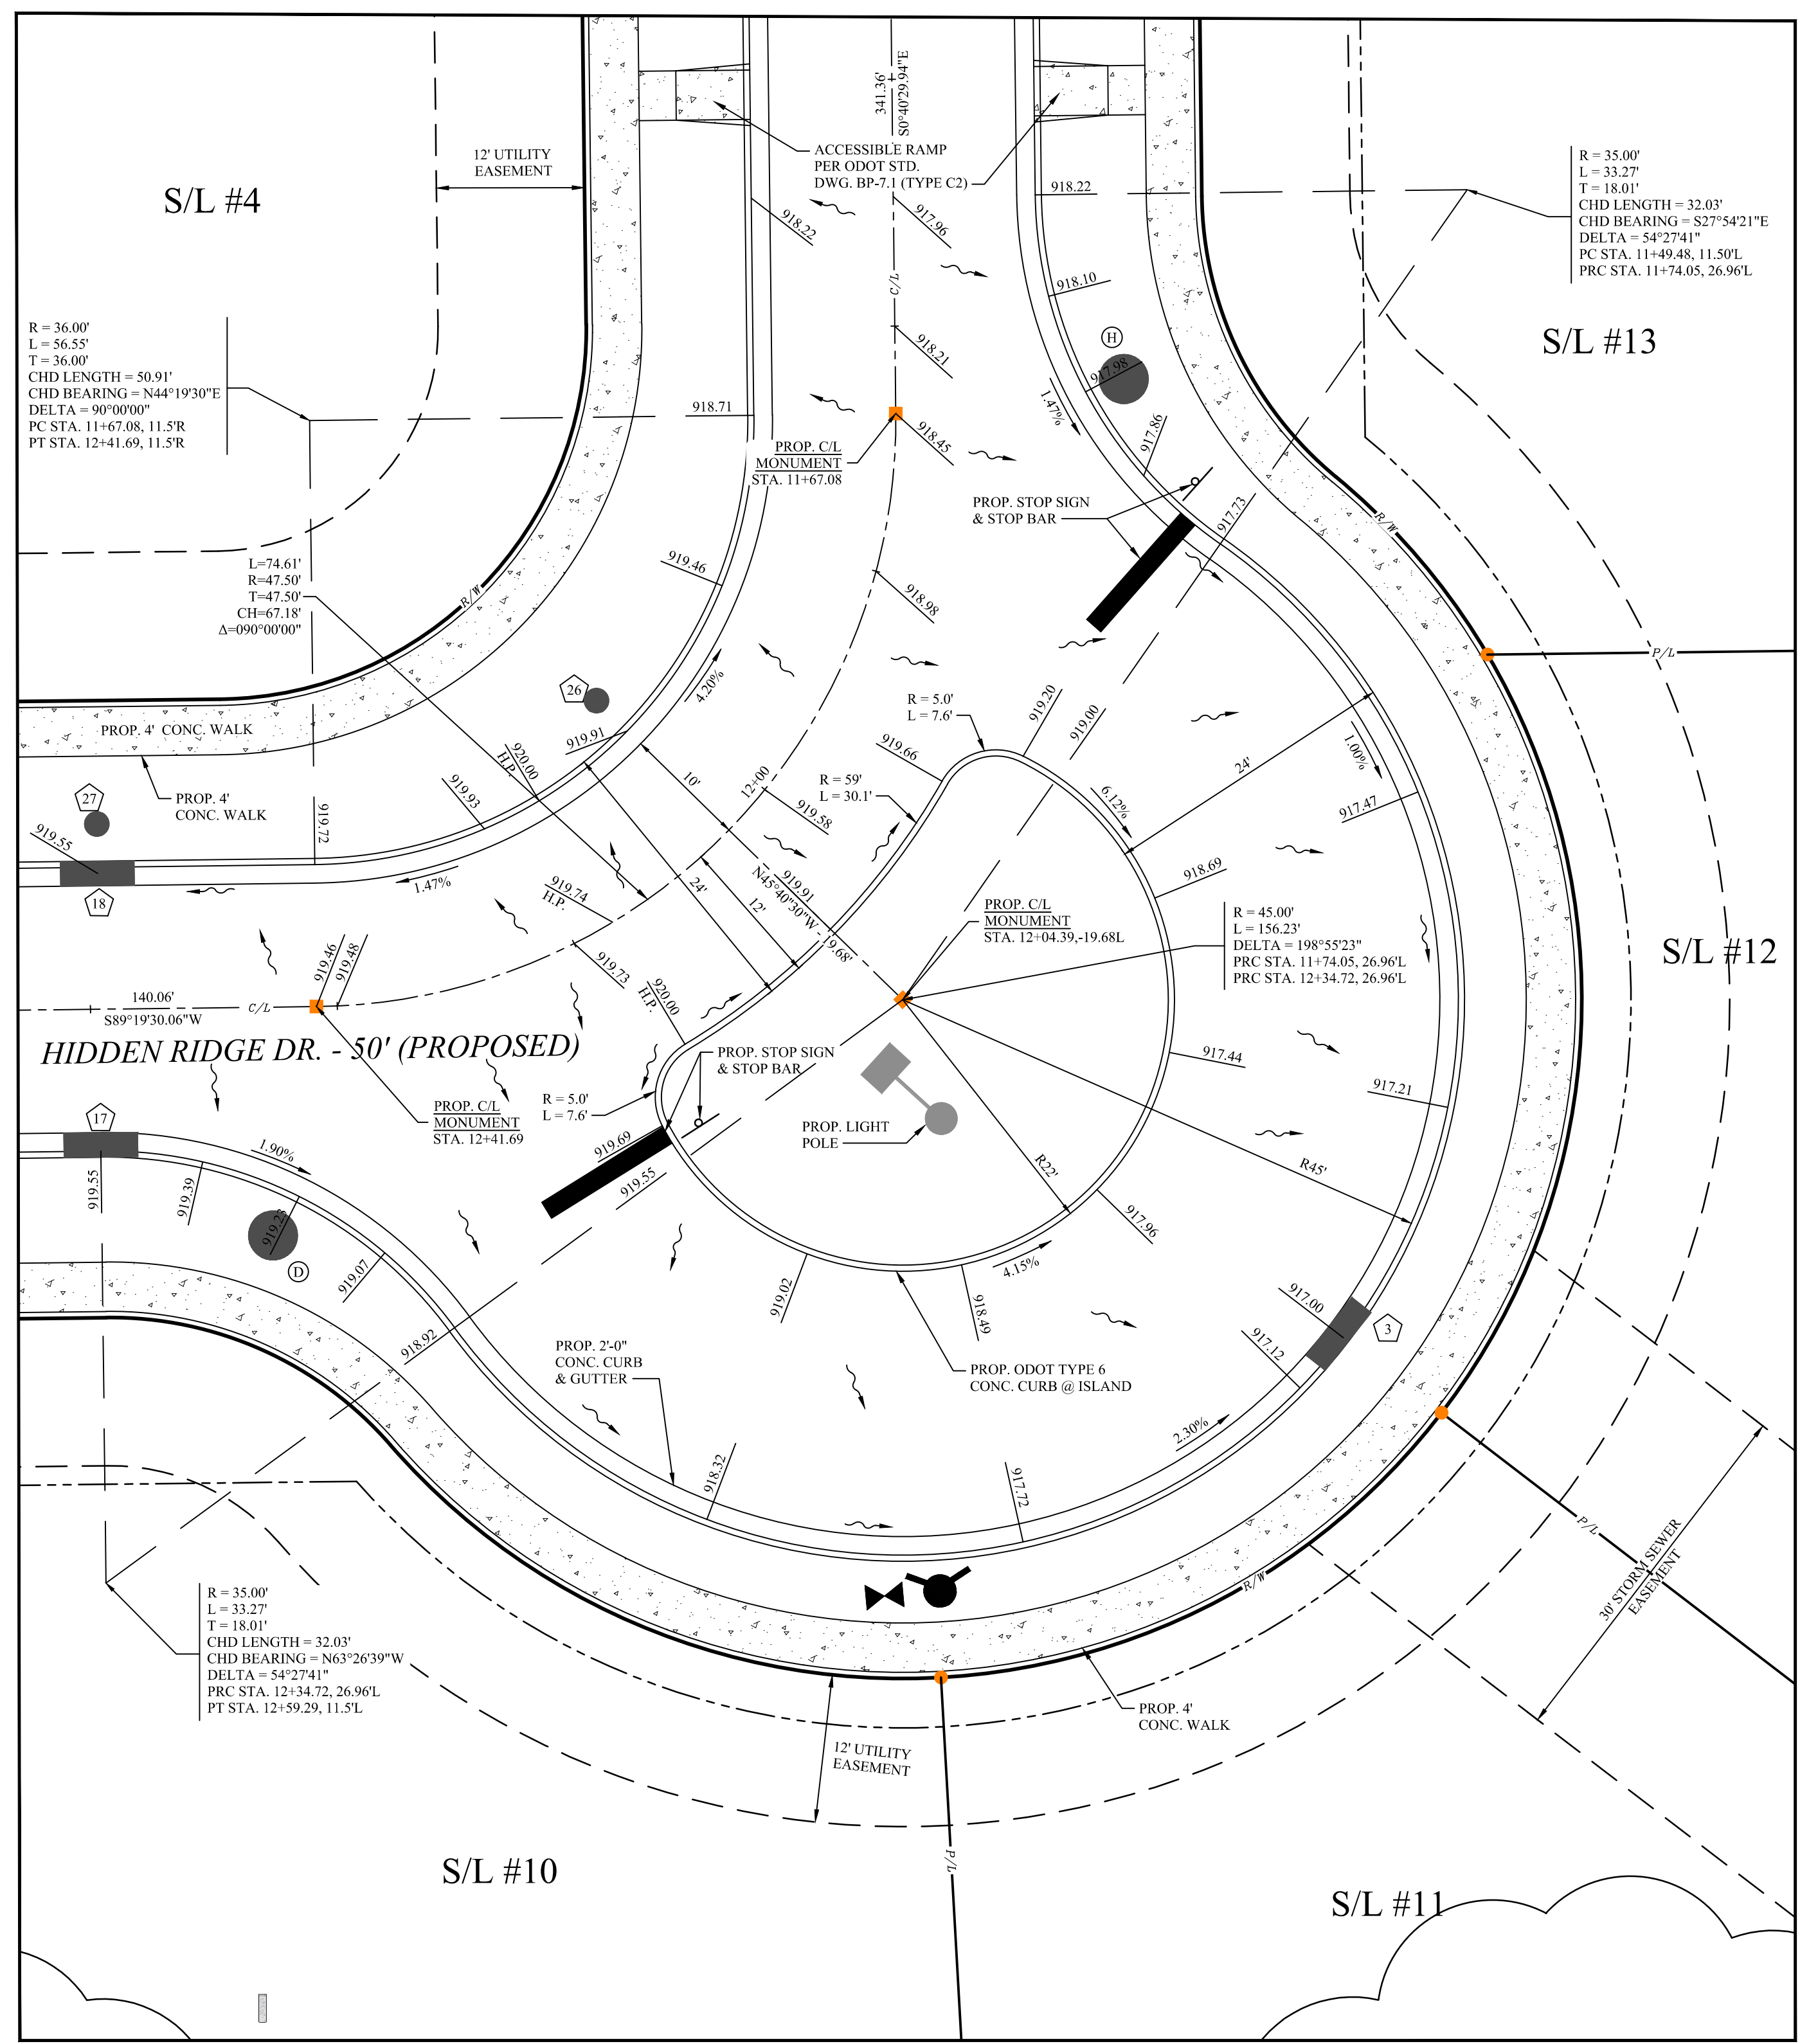 341.36'
S0°40'29.94"E
ACCESSIBLE RAMP
PER ODOT STD.
DWG. BP-7.1 (TYPE C2)
12' UTILITY
EASEMENT
S/L #4
R = 35.00'
L = 33.27'
T = 18.01'
CHD LENGTH = 32.03'
CHD BEARING = S27°54'21"E
DELTA = 54°27'41"
PC STA. 11+49.48, 11.50'L
PRC STA. 11+74.05, 26.96'L
918.22
918.22
917.96
C/L
918.10
918.21
H
917.98
S/L #13
R = 36.00'
L = 56.55'
T = 36.00'
CHD LENGTH = 50.91'
CHD BEARING = N44°19'30"E
DELTA = 90°00'00"
PC STA. 11+67.08, 11.5'R
PT STA. 12+41.69, 11.5'R
918.71
1.47%
917.86
918.45
PROP. C/L
MONUMENT
STA. 11+67.08
PROP. STOP SIGN
& STOP BAR
917.73
R/W
L=74.61'
R=47.50'
T=47.50'
CH=67.18'
Δ=090°00'00"
R/W
919.46
918.98
P/L
26
4.20%
R = 5.0'
L = 7.6'
919.20
919.00
PROP. 4' CONC. WALK
919.91
920.00
H.P.
919.66
1.00%
24'
10'
12+00
R = 59'
L = 30.1'
6.12%
27
PROP. 4'
CONC. WALK
919.93
919.72
919.58
917.47
919.55
18
1.47%
24'
919.74
H.P.
12'
919.91
N45°40'30"W - 19.68'
918.69
PROP. C/L
MONUMENT
STA. 12+04.39,-19.68L
R = 45.00'
L = 156.23'
DELTA = 198°55'23"
PRC STA. 11+74.05, 26.96'L
PRC STA. 12+34.72, 26.96'L
S/L #12
919.46
919.48
919.73
920.00
H.P.
140.06'
S89°19'30.06"W
C/L
HIDDEN RIDGE DR. - 50' (PROPOSED)
PROP. STOP SIGN
& STOP BAR
917.44
917.21
R = 5.0'
L = 7.6'
PROP. C/L
MONUMENT
STA. 12+41.69
17
1.90%
PROP. LIGHT
POLE
919.69
919.55
R22'
R45'
919.55
919.39
D
919.07
917.96
4.15%
919.02
918.49
917.00
3
918.92
917.12
PROP. 2'-0"
CONC. CURB
& GUTTER
PROP. ODOT TYPE 6
CONC. CURB @ ISLAND
2.30%
918.32
917.72
P/L
30' STORM SEWER
EASEMENT
R/W
R = 35.00'
L = 33.27'
T = 18.01'
CHD LENGTH = 32.03'
CHD BEARING = N63°26'39"W
DELTA = 54°27'41"
PRC STA. 12+34.72, 26.96'L
PT STA. 12+59.29, 11.5'L
PROP. 4'
CONC. WALK
12' UTILITY
EASEMENT
P/L
S/L #10
S/L #11